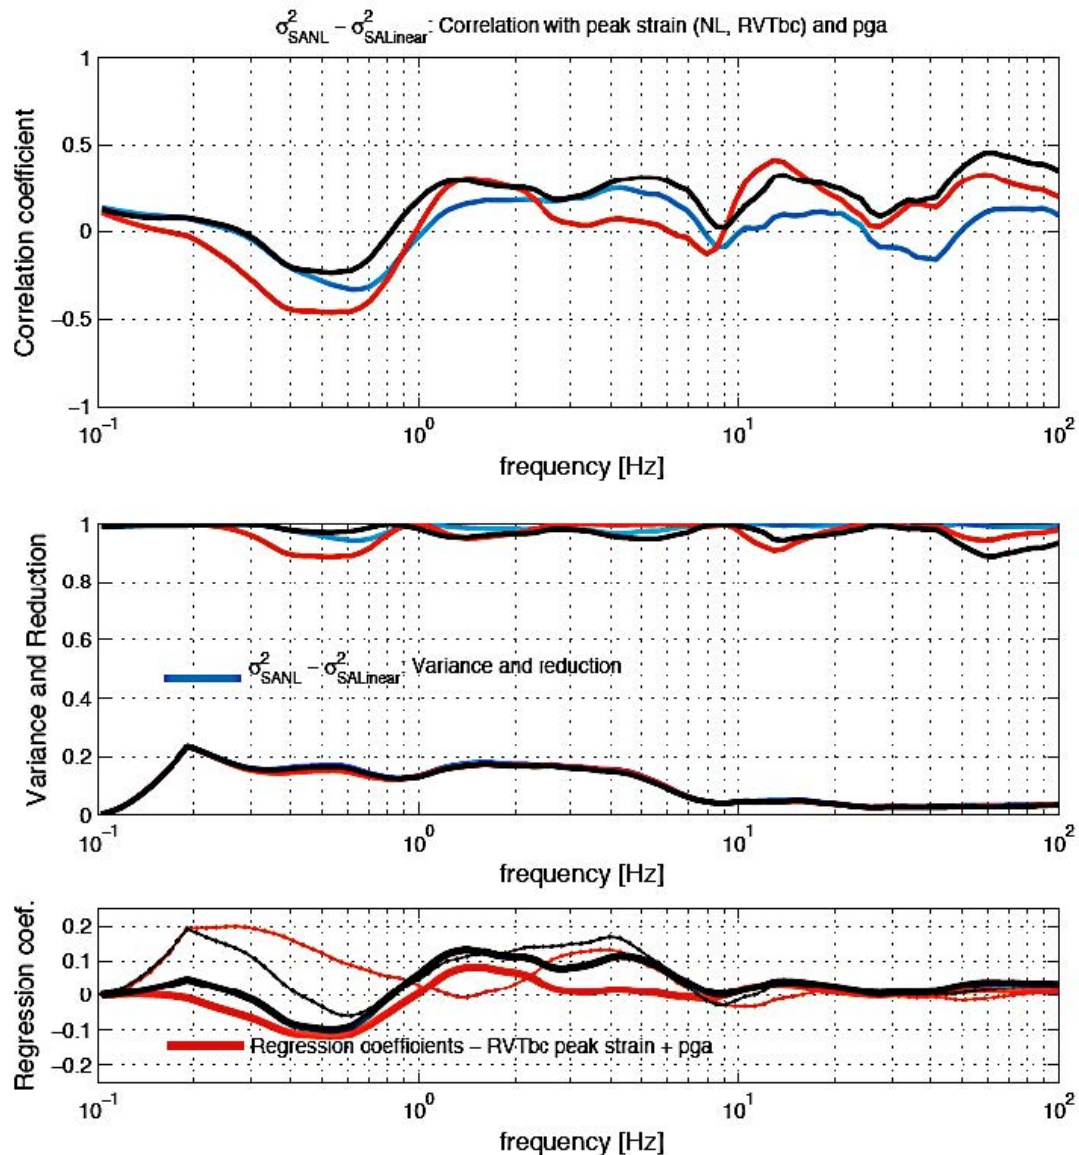 σ²SANL – σ²SALinear: Correlation with peak strain (NL, RVTbc) and pga
Correlation coefficient
1
0.5
0
−0.5
−1
10⁻¹ 10⁰ 10¹ 10²
frequency [Hz]
Variance and Reduction
1
0.8
0.6
σ²SANL – σ²SALinear: Variance and reduction
0.4
0.2
0
10⁻¹ 10⁰ 10¹ 10²
frequency [Hz]
Regression coef.
0.2
0.1
0
−0.1
Regression coefficients – RVTbc peak strain + pga
−0.2
10⁻¹ 10⁰ 10¹ 10²
frequency [Hz]